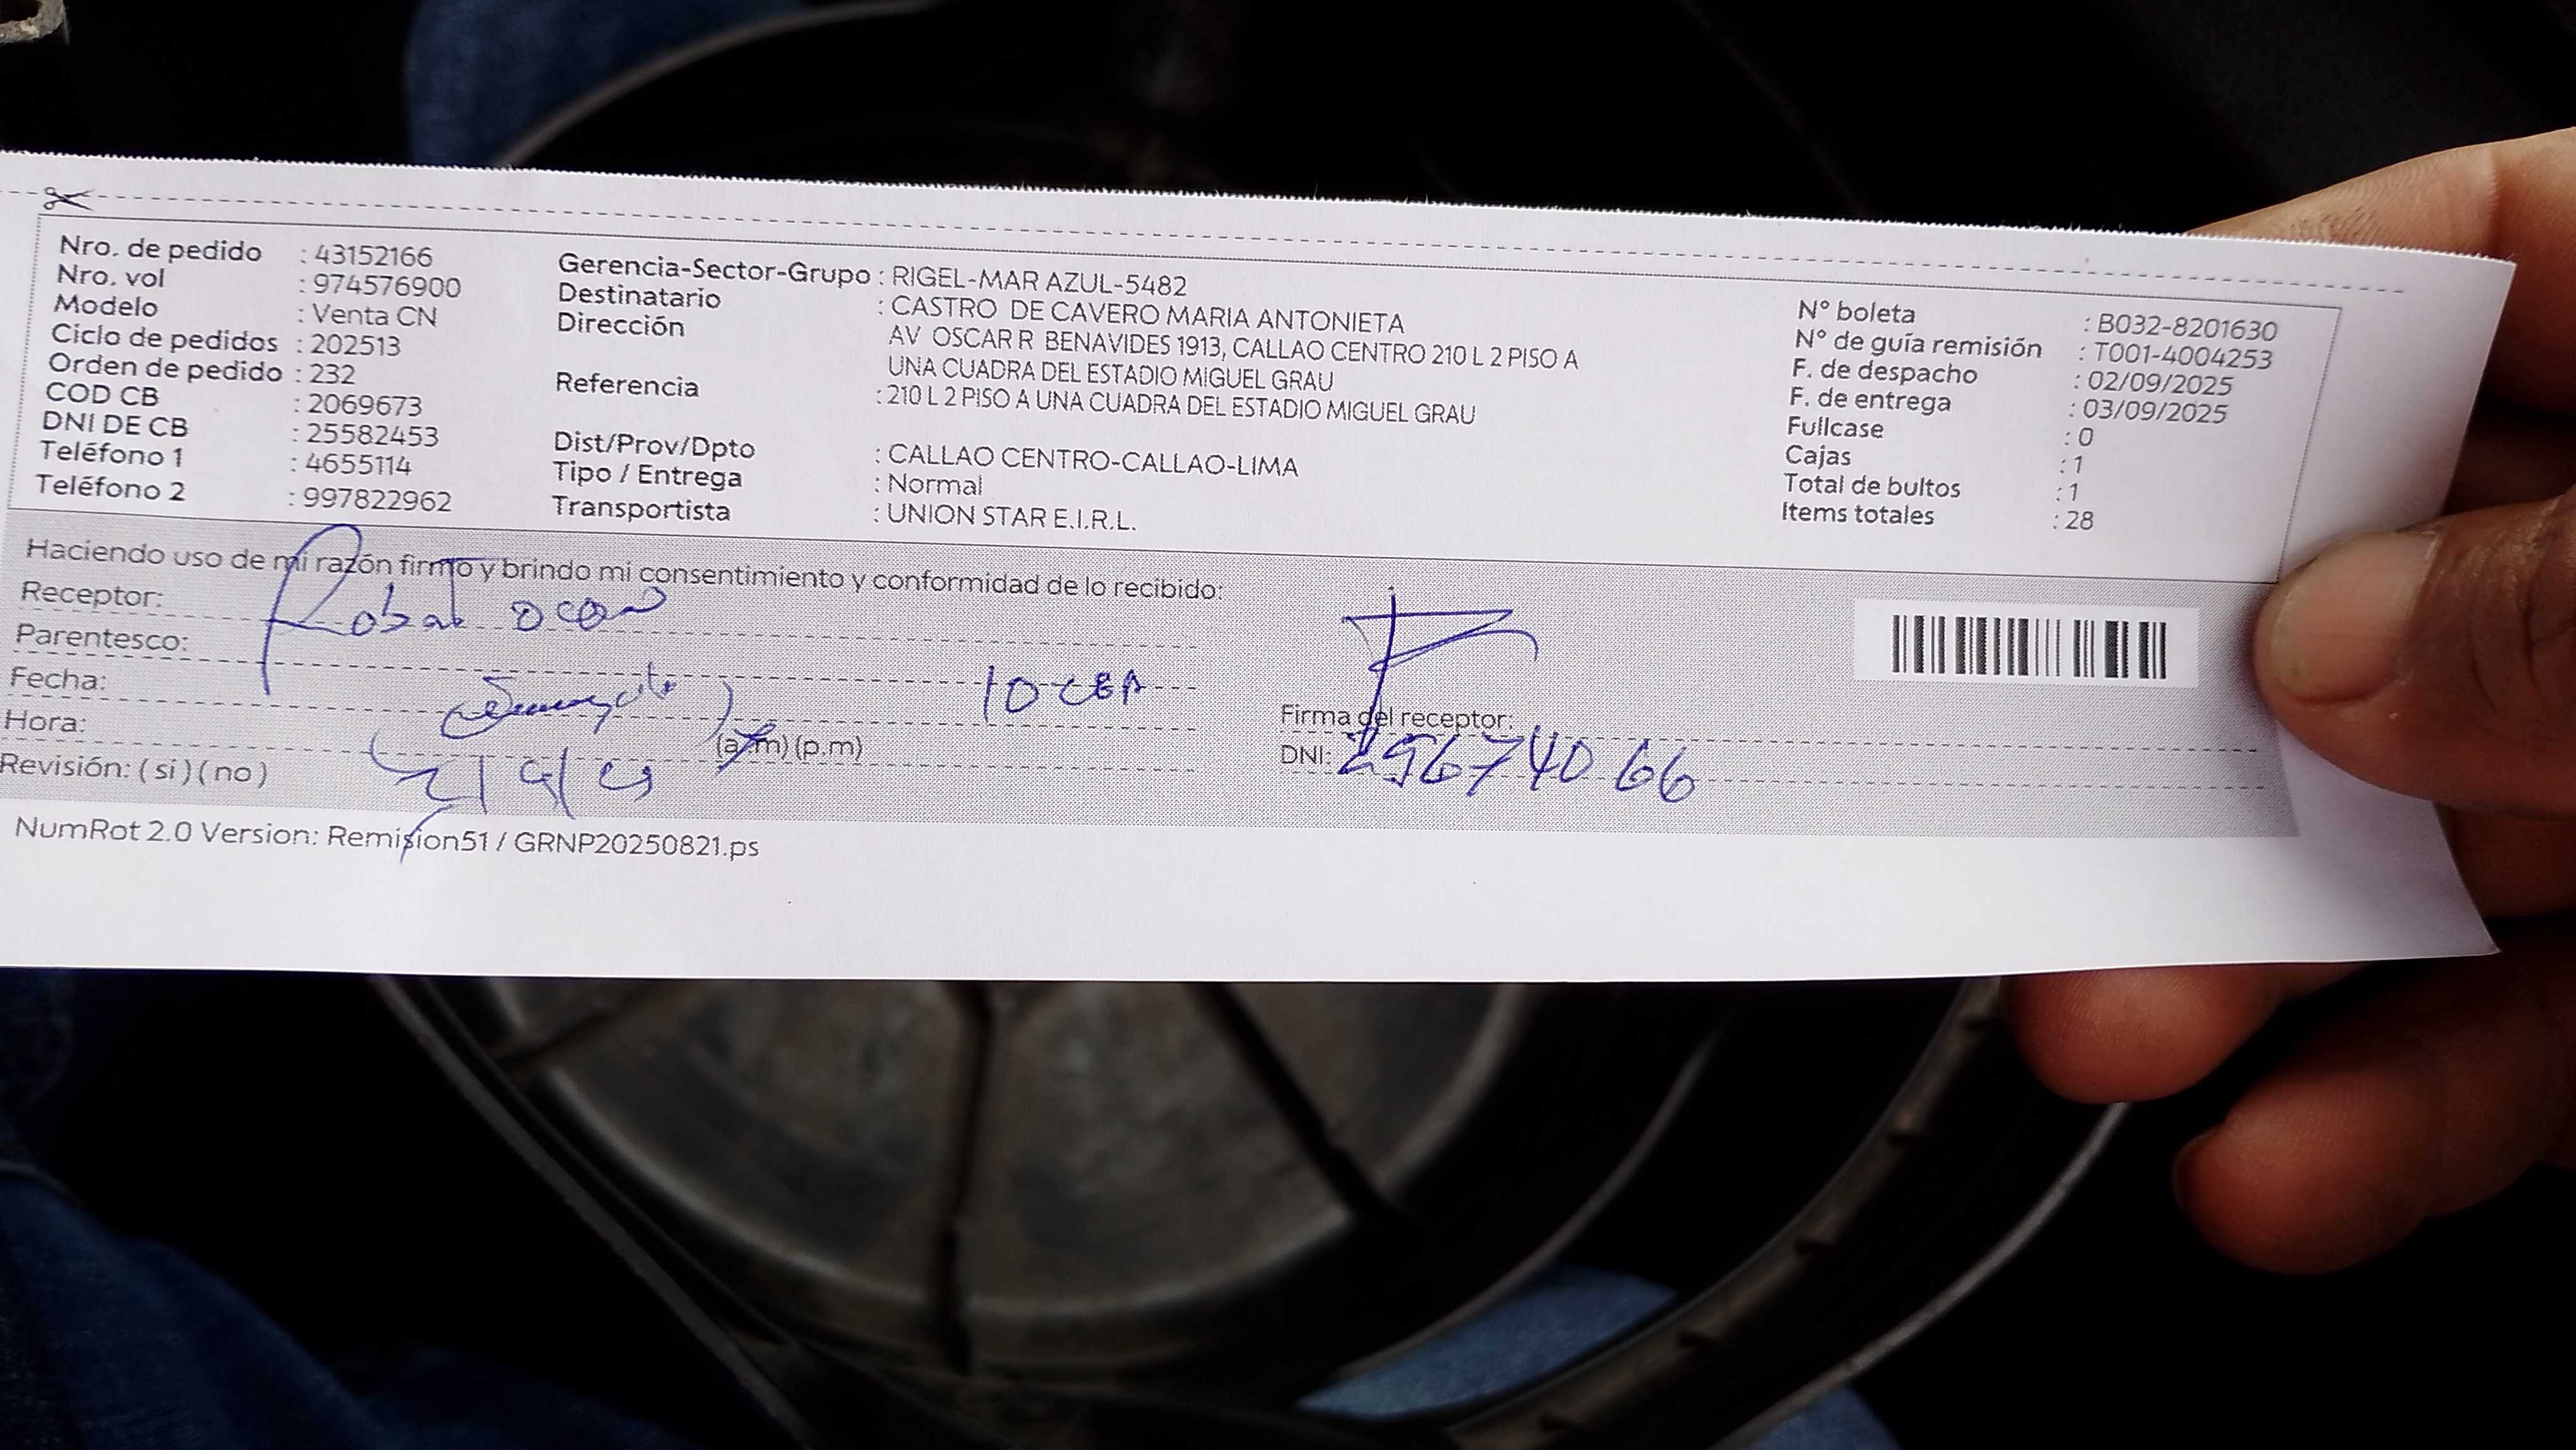 Nro. de pedido : 43152166
Nro. vol : 974576900
Modelo : Venta CN
Ciclo de pedidos : 202513
Orden de pedido : 232
COD CB : 2069673
DNI DE CB : 25582453
Teléfono 1 : 4655114
Teléfono 2 : 997822962
Gerencia-Sector-Grupo : RIGEL-MAR AZUL-5482
Destinatario : CASTRO DE CAVERO MARIA ANTONIETA
Dirección AV OSCAR R BENAVIDES 1913, CALLAO CENTRO 210 L 2 PISO A
UNA CUADRA DEL ESTADIO MIGUEL GRAU
Referencia : 210 L 2 PISO A UNA CUADRA DEL ESTADIO MIGUEL GRAU
Dist/Prov/Dpto : CALLAO CENTRO-CALLAO-LIMA
Tipo / Entrega : Normal
Transportista : UNION STAR E.I.R.L.
N° boleta : B032-8201630
N° de guía remisión : T001-4004253
F. de despacho : 02/09/2025
F. de entrega : 03/09/2025
Fullcase : 0
Cajas : 1
Total de bultos : 1
Items totales : 28
Haciendo uso de mi razón firmo y brindo mi consentimiento y conformidad de lo recibido:
Receptor:
Parentesco:
Fecha:
Hora: (a.m) (p.m)
Revisión: ( si ) ( no )
Firma del receptor:
DNI:
NumRot 2.0 Version: Remision51 / GRNP20250821.ps